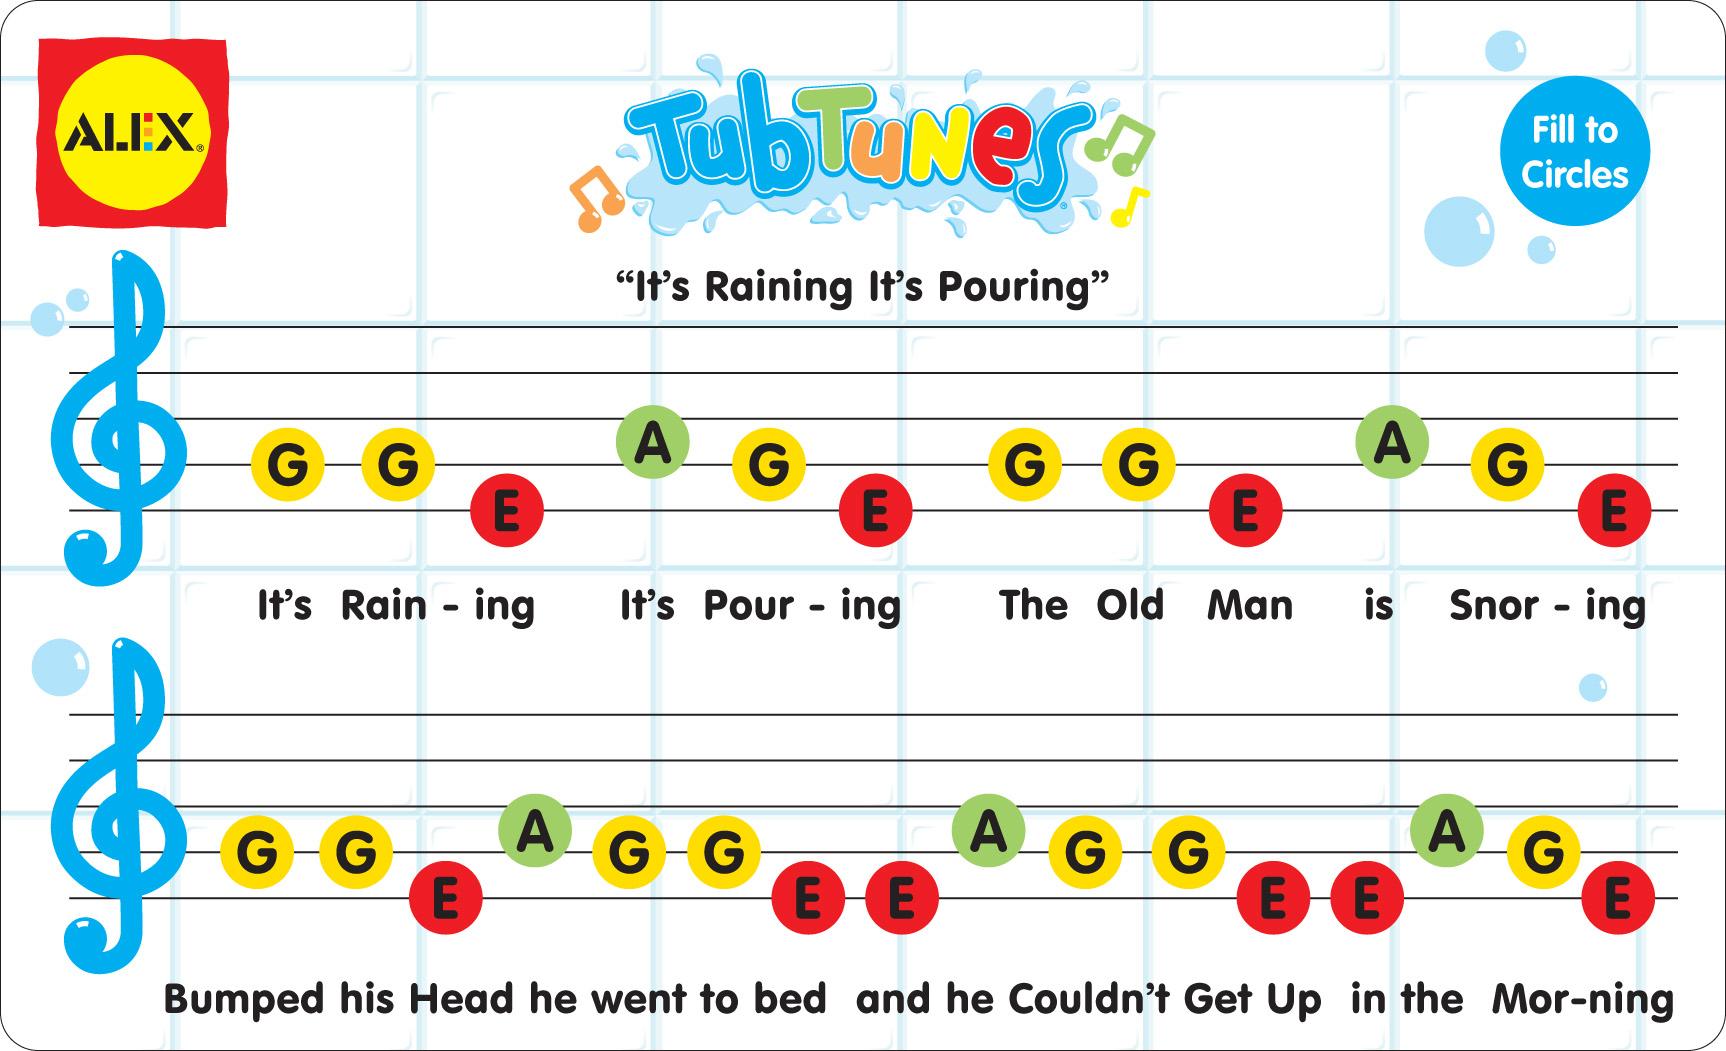 ALEX®
TubTunes®
Fill to
Circles
“It’s Raining It’s Pouring”
G G E A G E G G E A G E
It’s Rain - ing It’s Pour - ing The Old Man is Snor - ing
G G E A G G E E A G G E E A G E
Bumped his Head he went to bed and he Couldn’t Get Up in the Mor-ning